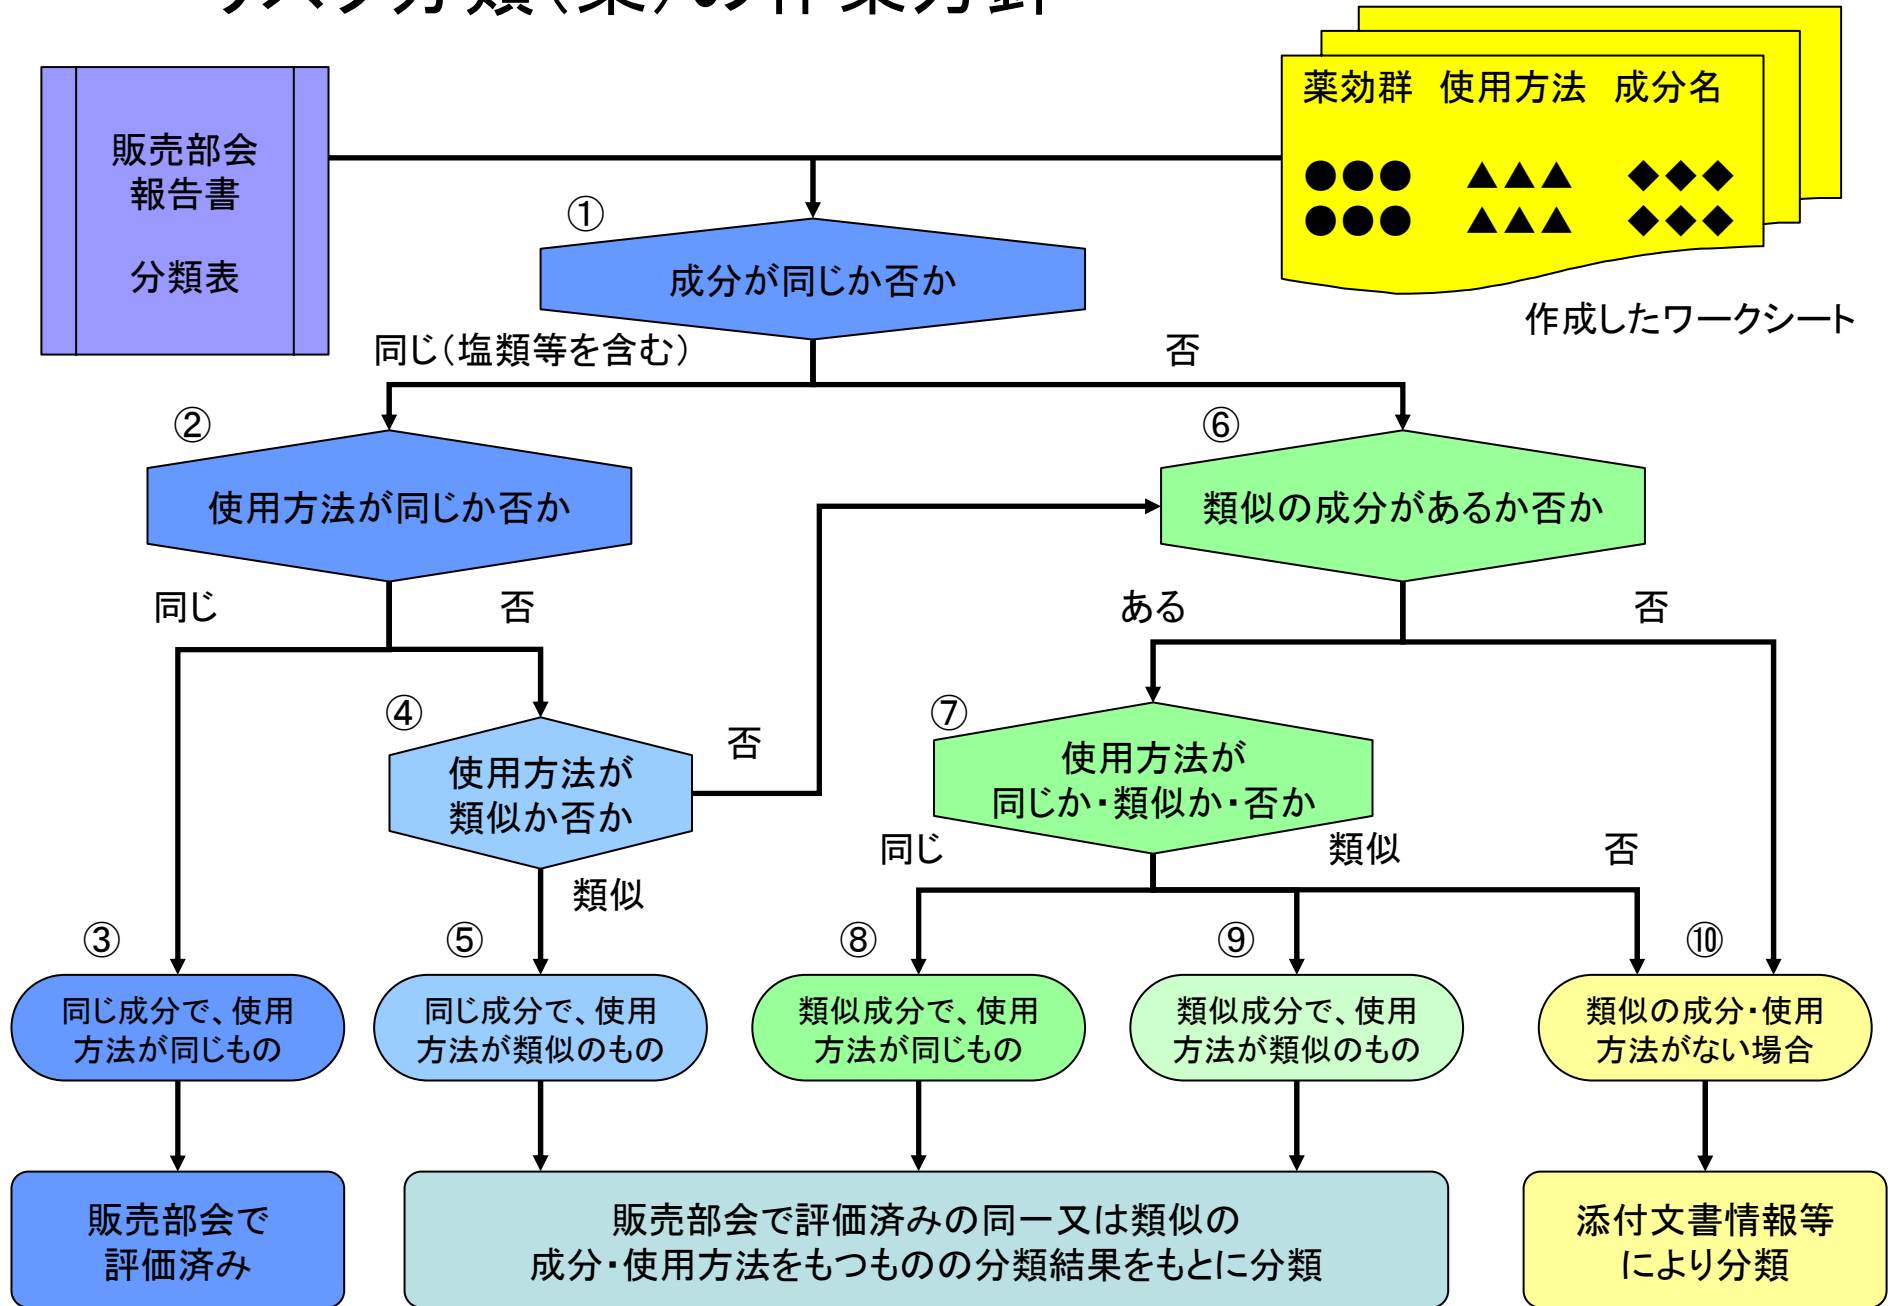 リスク分類(案)の作業方針
販売部会
報告書
分類表
薬効群 使用方法 成分名
●●● ▲▲▲ ◆◆◆
●●● ▲▲▲ ◆◆◆
作成したワークシート
①
成分が同じか否か
同じ(塩類等を含む)
否
②
使用方法が同じか否か
⑥
類似の成分があるか否か
同じ
否
ある
否
④
使用方法が
類似か否か
否
⑦
使用方法が
同じか・類似か・否か
類似
同じ
類似
否
③
同じ成分で、使用
方法が同じもの
⑤
同じ成分で、使用
方法が類似のもの
⑧
類似成分で、使用
方法が同じもの
⑨
類似成分で、使用
方法が類似のもの
⑩
類似の成分・使用
方法がない場合
販売部会で
評価済み
販売部会で評価済みの同一又は類似の
成分・使用方法をもつものの分類結果をもとに分類
添付文書情報等
により分類